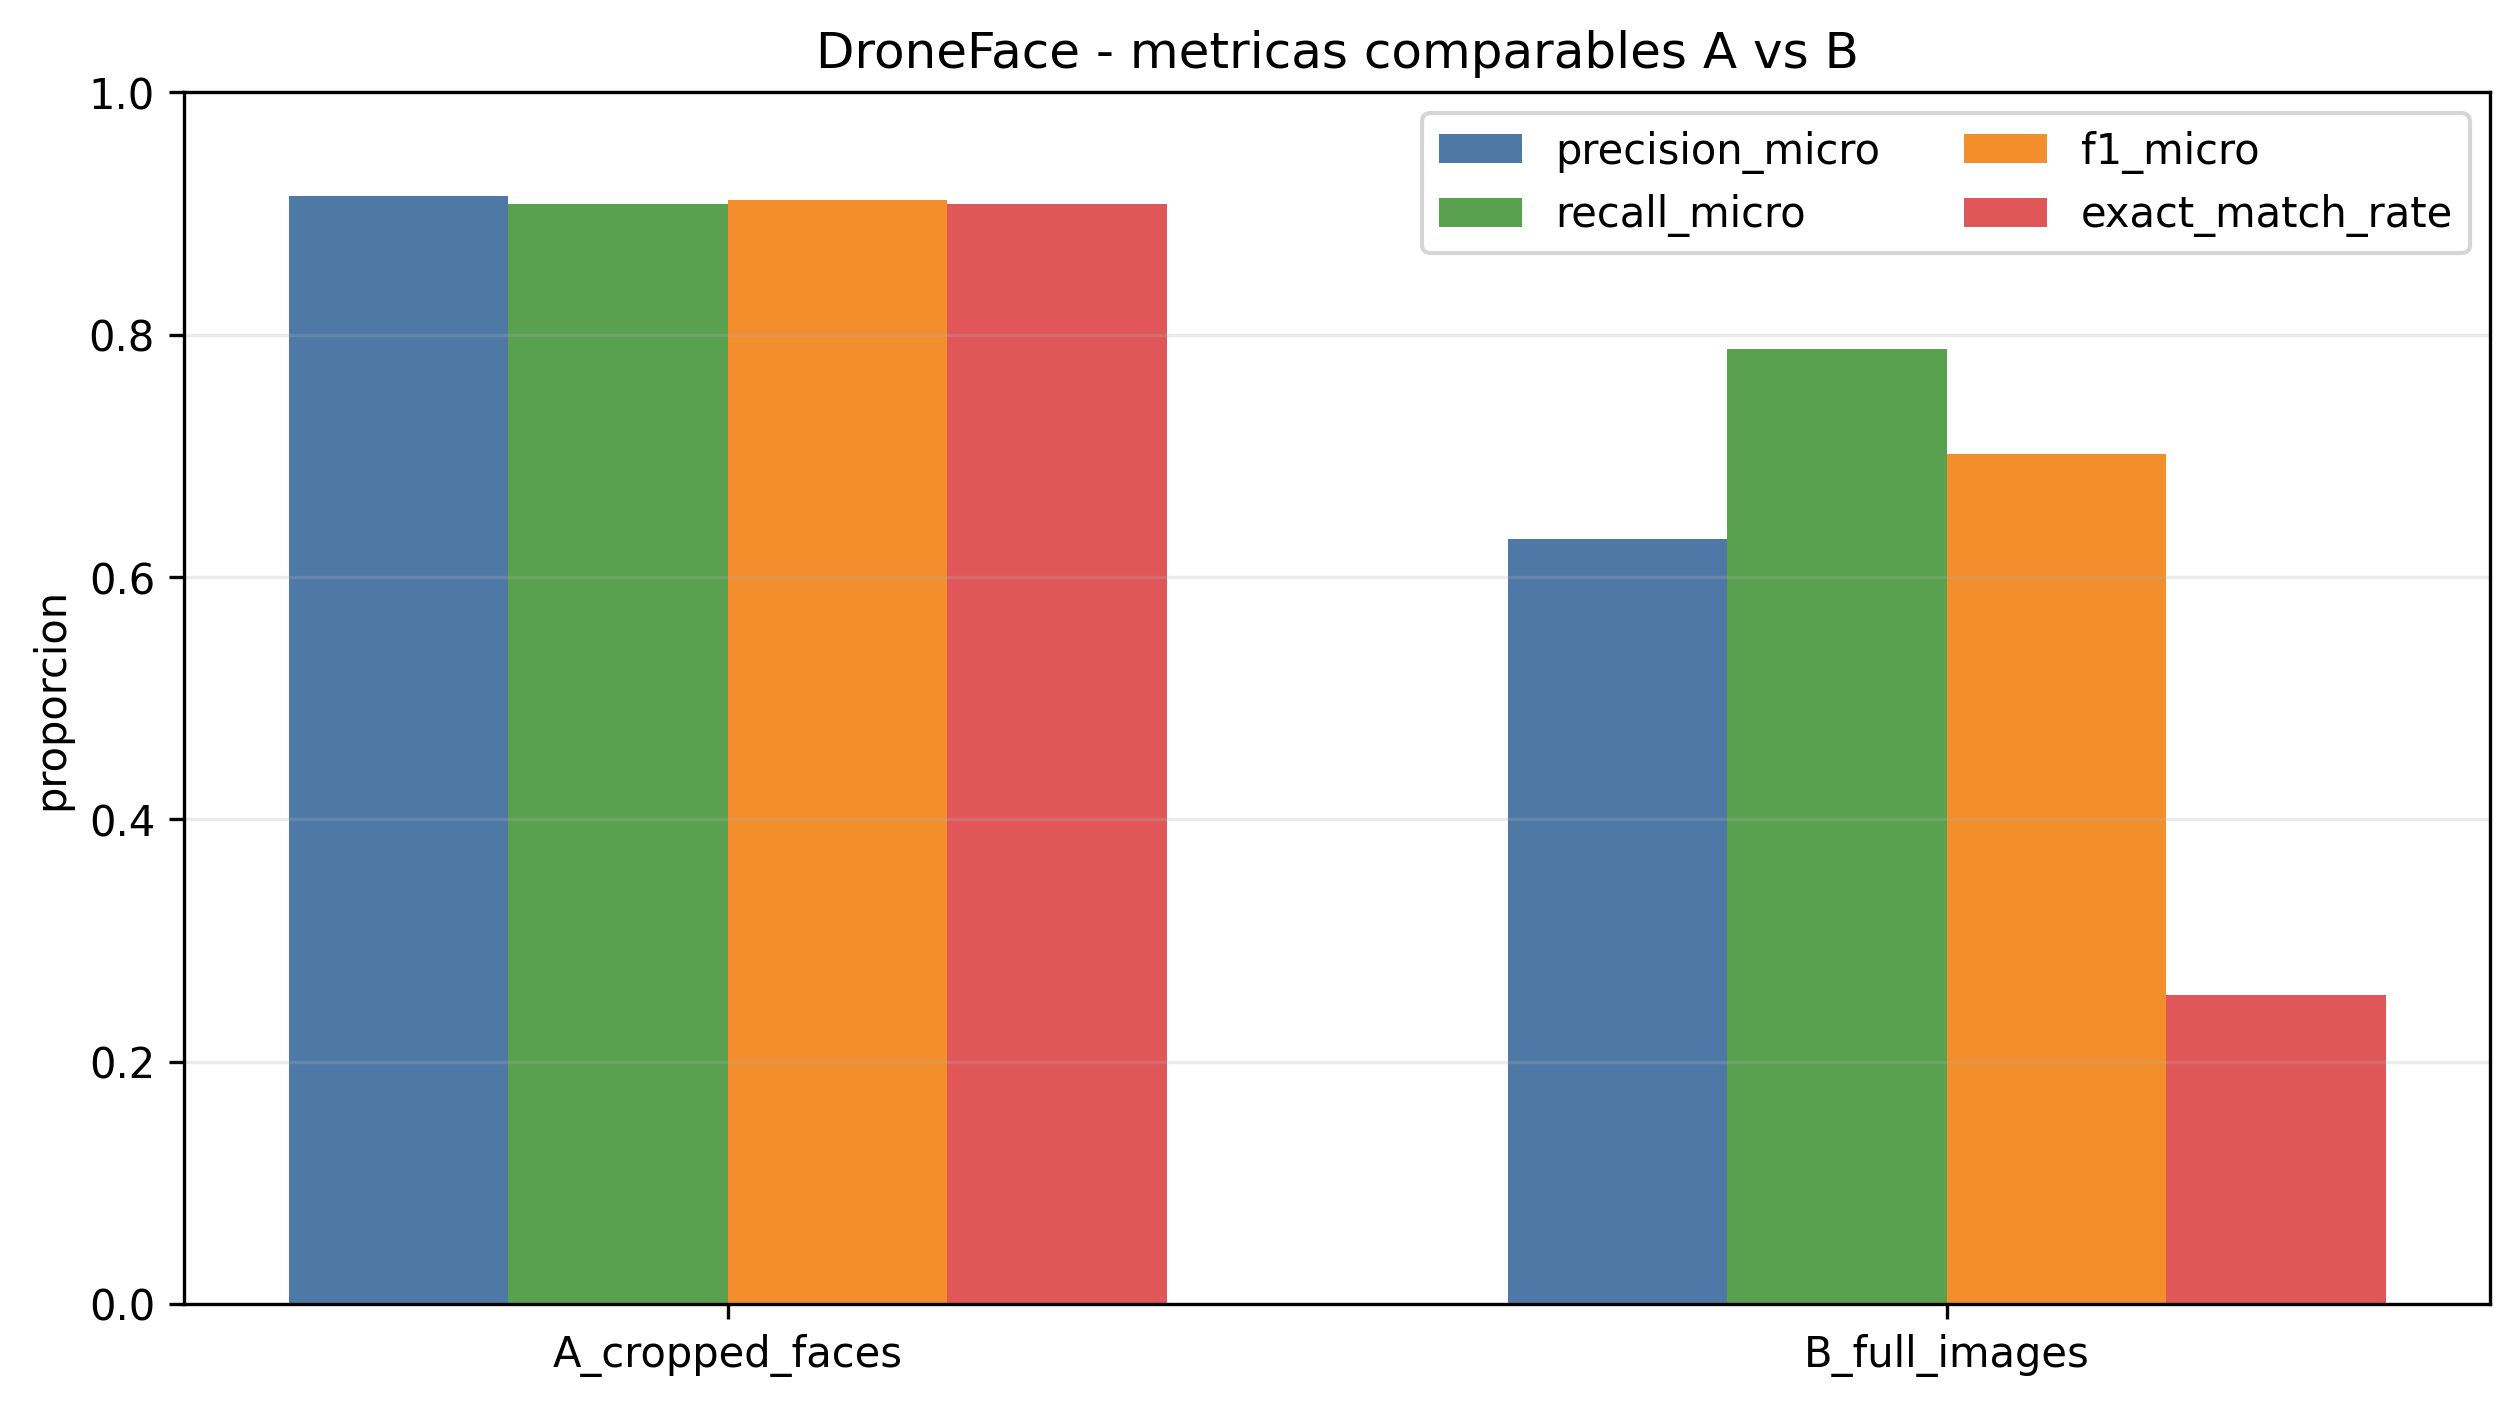 DroneFace - metricas comparables A vs B
precision_micro
recall_micro
f1_micro
exact_match_rate
proporcion
1.0
0.8
0.6
0.4
0.2
0.0
A_cropped_faces
B_full_images